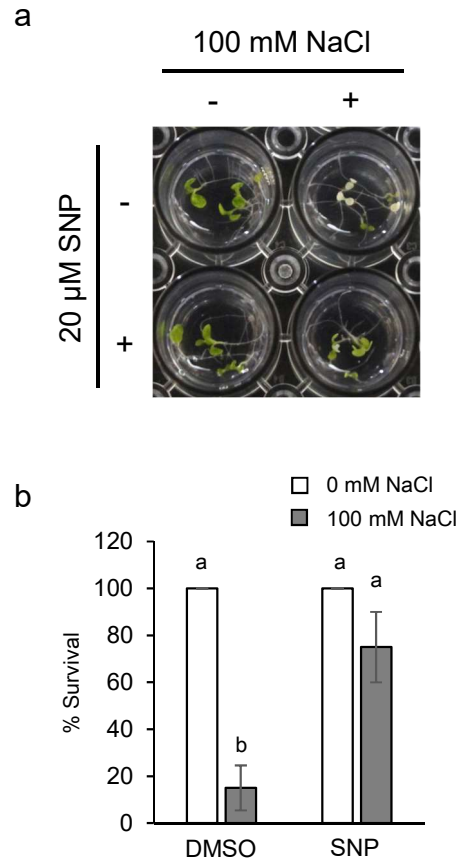 a
100 mM NaCl
- +
20 µM SNP
-
+
b
0 mM NaCl
100 mM NaCl
120
100
80
60
40
20
0
% Survival
a
b
a
a
DMSO SNP